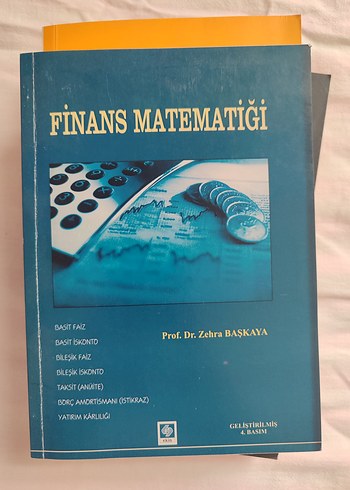 FİNANS MATEMATİĞİ
Prof. Dr. Zehra BAŞKAYA
BASİT FAİZ
BASİT İSKONTO
BİLEŞİK FAİZ
BİLEŞİK İSKONTO
TAKSİT (ANÜİTE)
BORÇ AMORTİSMANI (İSTİKRAZ)
YATIRIM KÂRLILIĞI
GELİŞTİRİLMİŞ
4. BASIM